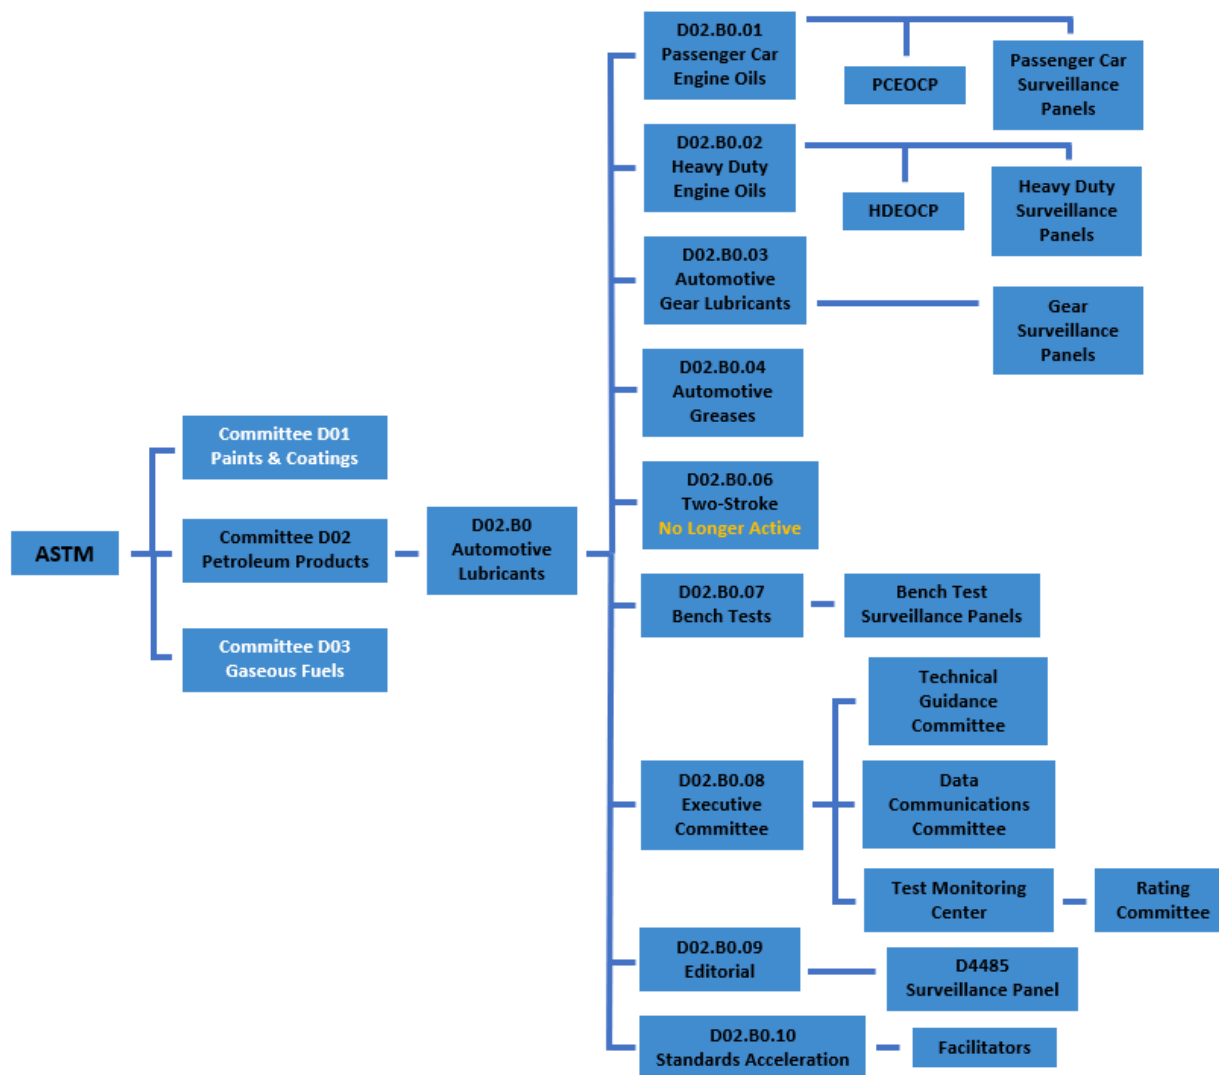 ASTM
Committee D01
Paints & Coatings
Committee D02
Petroleum Products
Committee D03
Gaseous Fuels
D02.B0
Automotive
Lubricants
D02.B0.01
Passenger Car
Engine Oils
PCEOCP
Passenger Car
Surveillance
Panels
D02.B0.02
Heavy Duty
Engine Oils
HDEOCP
Heavy Duty
Surveillance
Panels
D02.B0.03
Automotive
Gear Lubricants
Gear
Surveillance
Panels
D02.B0.04
Automotive
Greases
D02.B0.06
Two-Stroke
No Longer Active
D02.B0.07
Bench Tests
Bench Test
Surveillance Panels
D02.B0.08
Executive
Committee
Technical
Guidance
Committee
Data
Communications
Committee
Test Monitoring
Center
Rating
Committee
D02.B0.09
Editorial
D4485
Surveillance Panel
D02.B0.10
Standards Acceleration
Facilitators